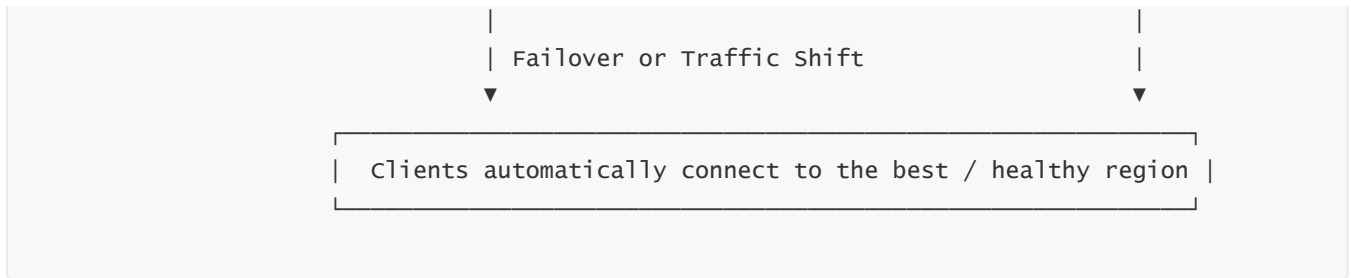 │ │
│ Failover or Traffic Shift │
▼ ▼
┌────────────────────────────────────────────────────────────┐
│ Clients automatically connect to the best / healthy region │
└────────────────────────────────────────────────────────────┘